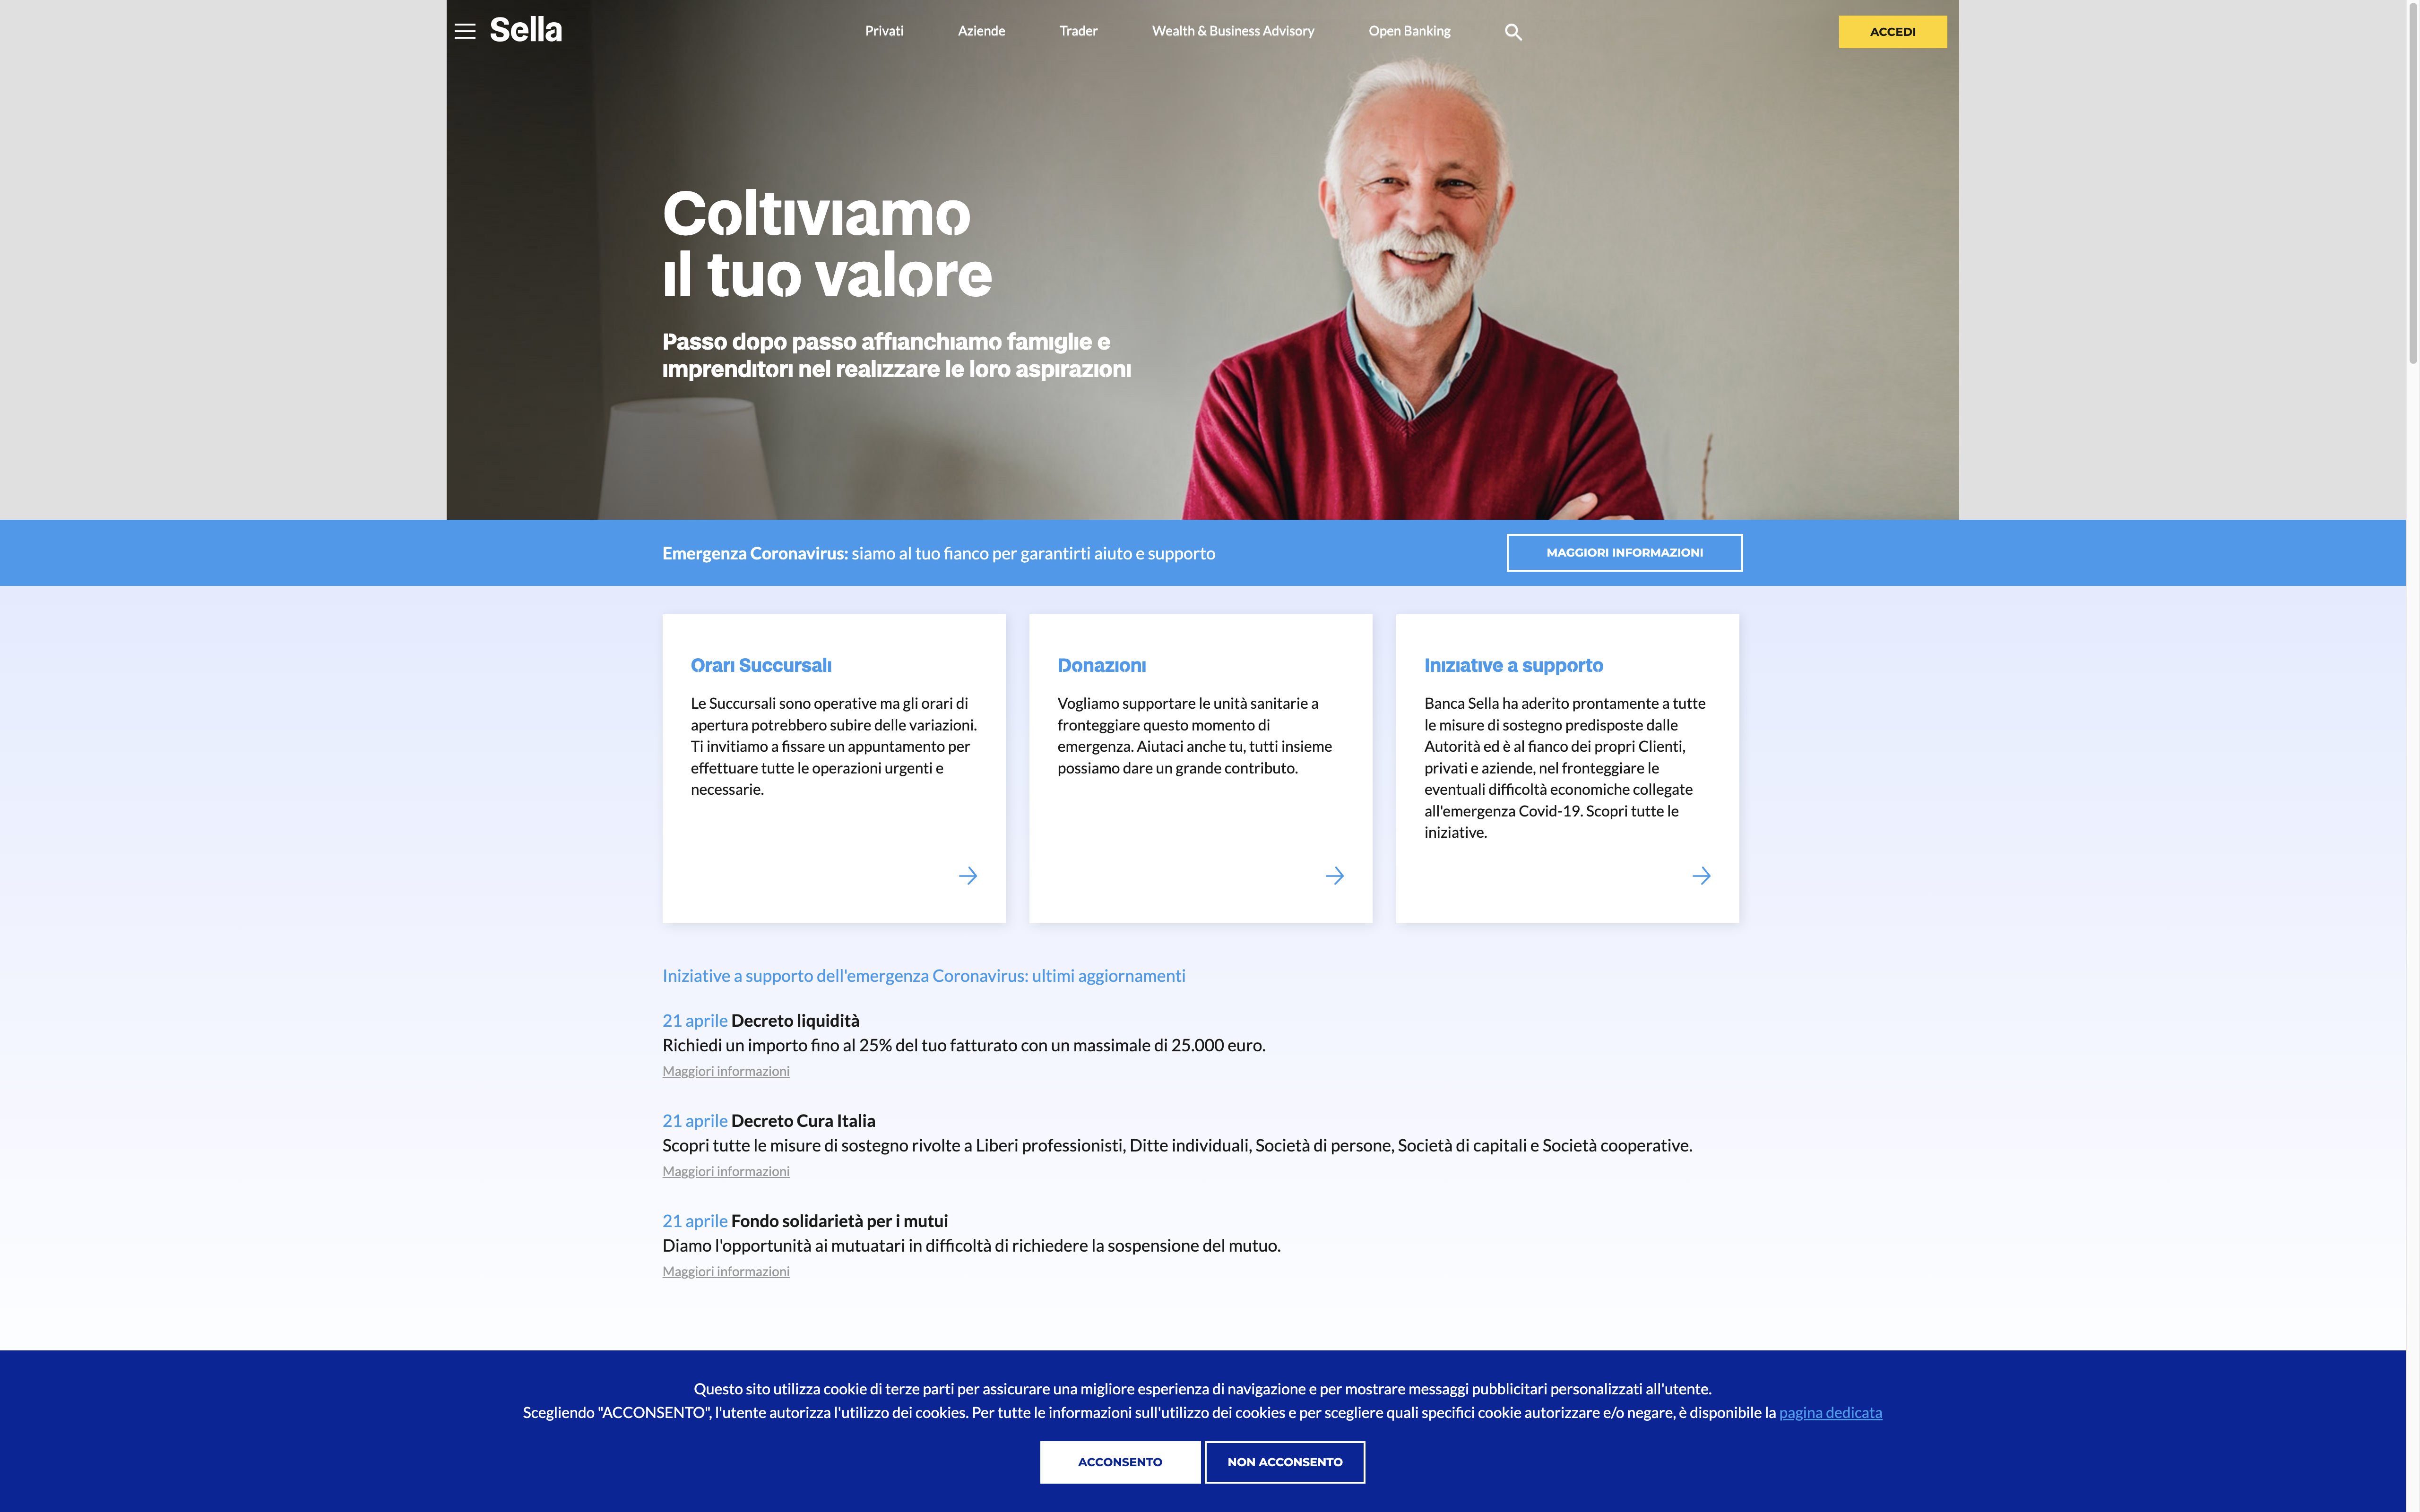 Sella
Privati
Aziende
Trader
Wealth & Business Advisory
Open Banking
ACCEDI
Coltiviamo
il tuo valore
Passo dopo passo affianchiamo famiglie e
imprenditori nel realizzare le loro aspirazioni
Emergenza Coronavirus: siamo al tuo fianco per garantirti aiuto e supporto
MAGGIORI INFORMAZIONI
Orari Succursali
Le Succursali sono operative ma gli orari di
apertura potrebbero subire delle variazioni.
Ti invitiamo a fissare un appuntamento per
effettuare tutte le operazioni urgenti e
necessarie.
Donazioni
Vogliamo supportare le unità sanitarie a
fronteggiare questo momento di
emergenza. Aiutaci anche tu, tutti insieme
possiamo dare un grande contributo.
Iniziative a supporto
Banca Sella ha aderito prontamente a tutte
le misure di sostegno predisposte dalle
Autorità ed è al fianco dei propri Clienti,
privati e aziende, nel fronteggiare le
eventuali difficoltà economiche collegate
all'emergenza Covid-19. Scopri tutte le
iniziative.
Iniziative a supporto dell'emergenza Coronavirus: ultimi aggiornamenti
21 aprile Decreto liquidità
Richiedi un importo fino al 25% del tuo fatturato con un massimale di 25.000 euro.
Maggiori informazioni
21 aprile Decreto Cura Italia
Scopri tutte le misure di sostegno rivolte a Liberi professionisti, Ditte individuali, Società di persone, Società di capitali e Società cooperative.
Maggiori informazioni
21 aprile Fondo solidarietà per i mutui
Diamo l'opportunità ai mutuatari in difficoltà di richiedere la sospensione del mutuo.
Maggiori informazioni
Questo sito utilizza cookie di terze parti per assicurare una migliore esperienza di navigazione e per mostrare messaggi pubblicitari personalizzati all'utente.
Scegliendo "ACCONSENTO", l'utente autorizza l'utilizzo dei cookies. Per tutte le informazioni sull'utilizzo dei cookies e per scegliere quali specifici cookie autorizzare e/o negare, è disponibile la pagina dedicata
ACCONSENTO
NON ACCONSENTO